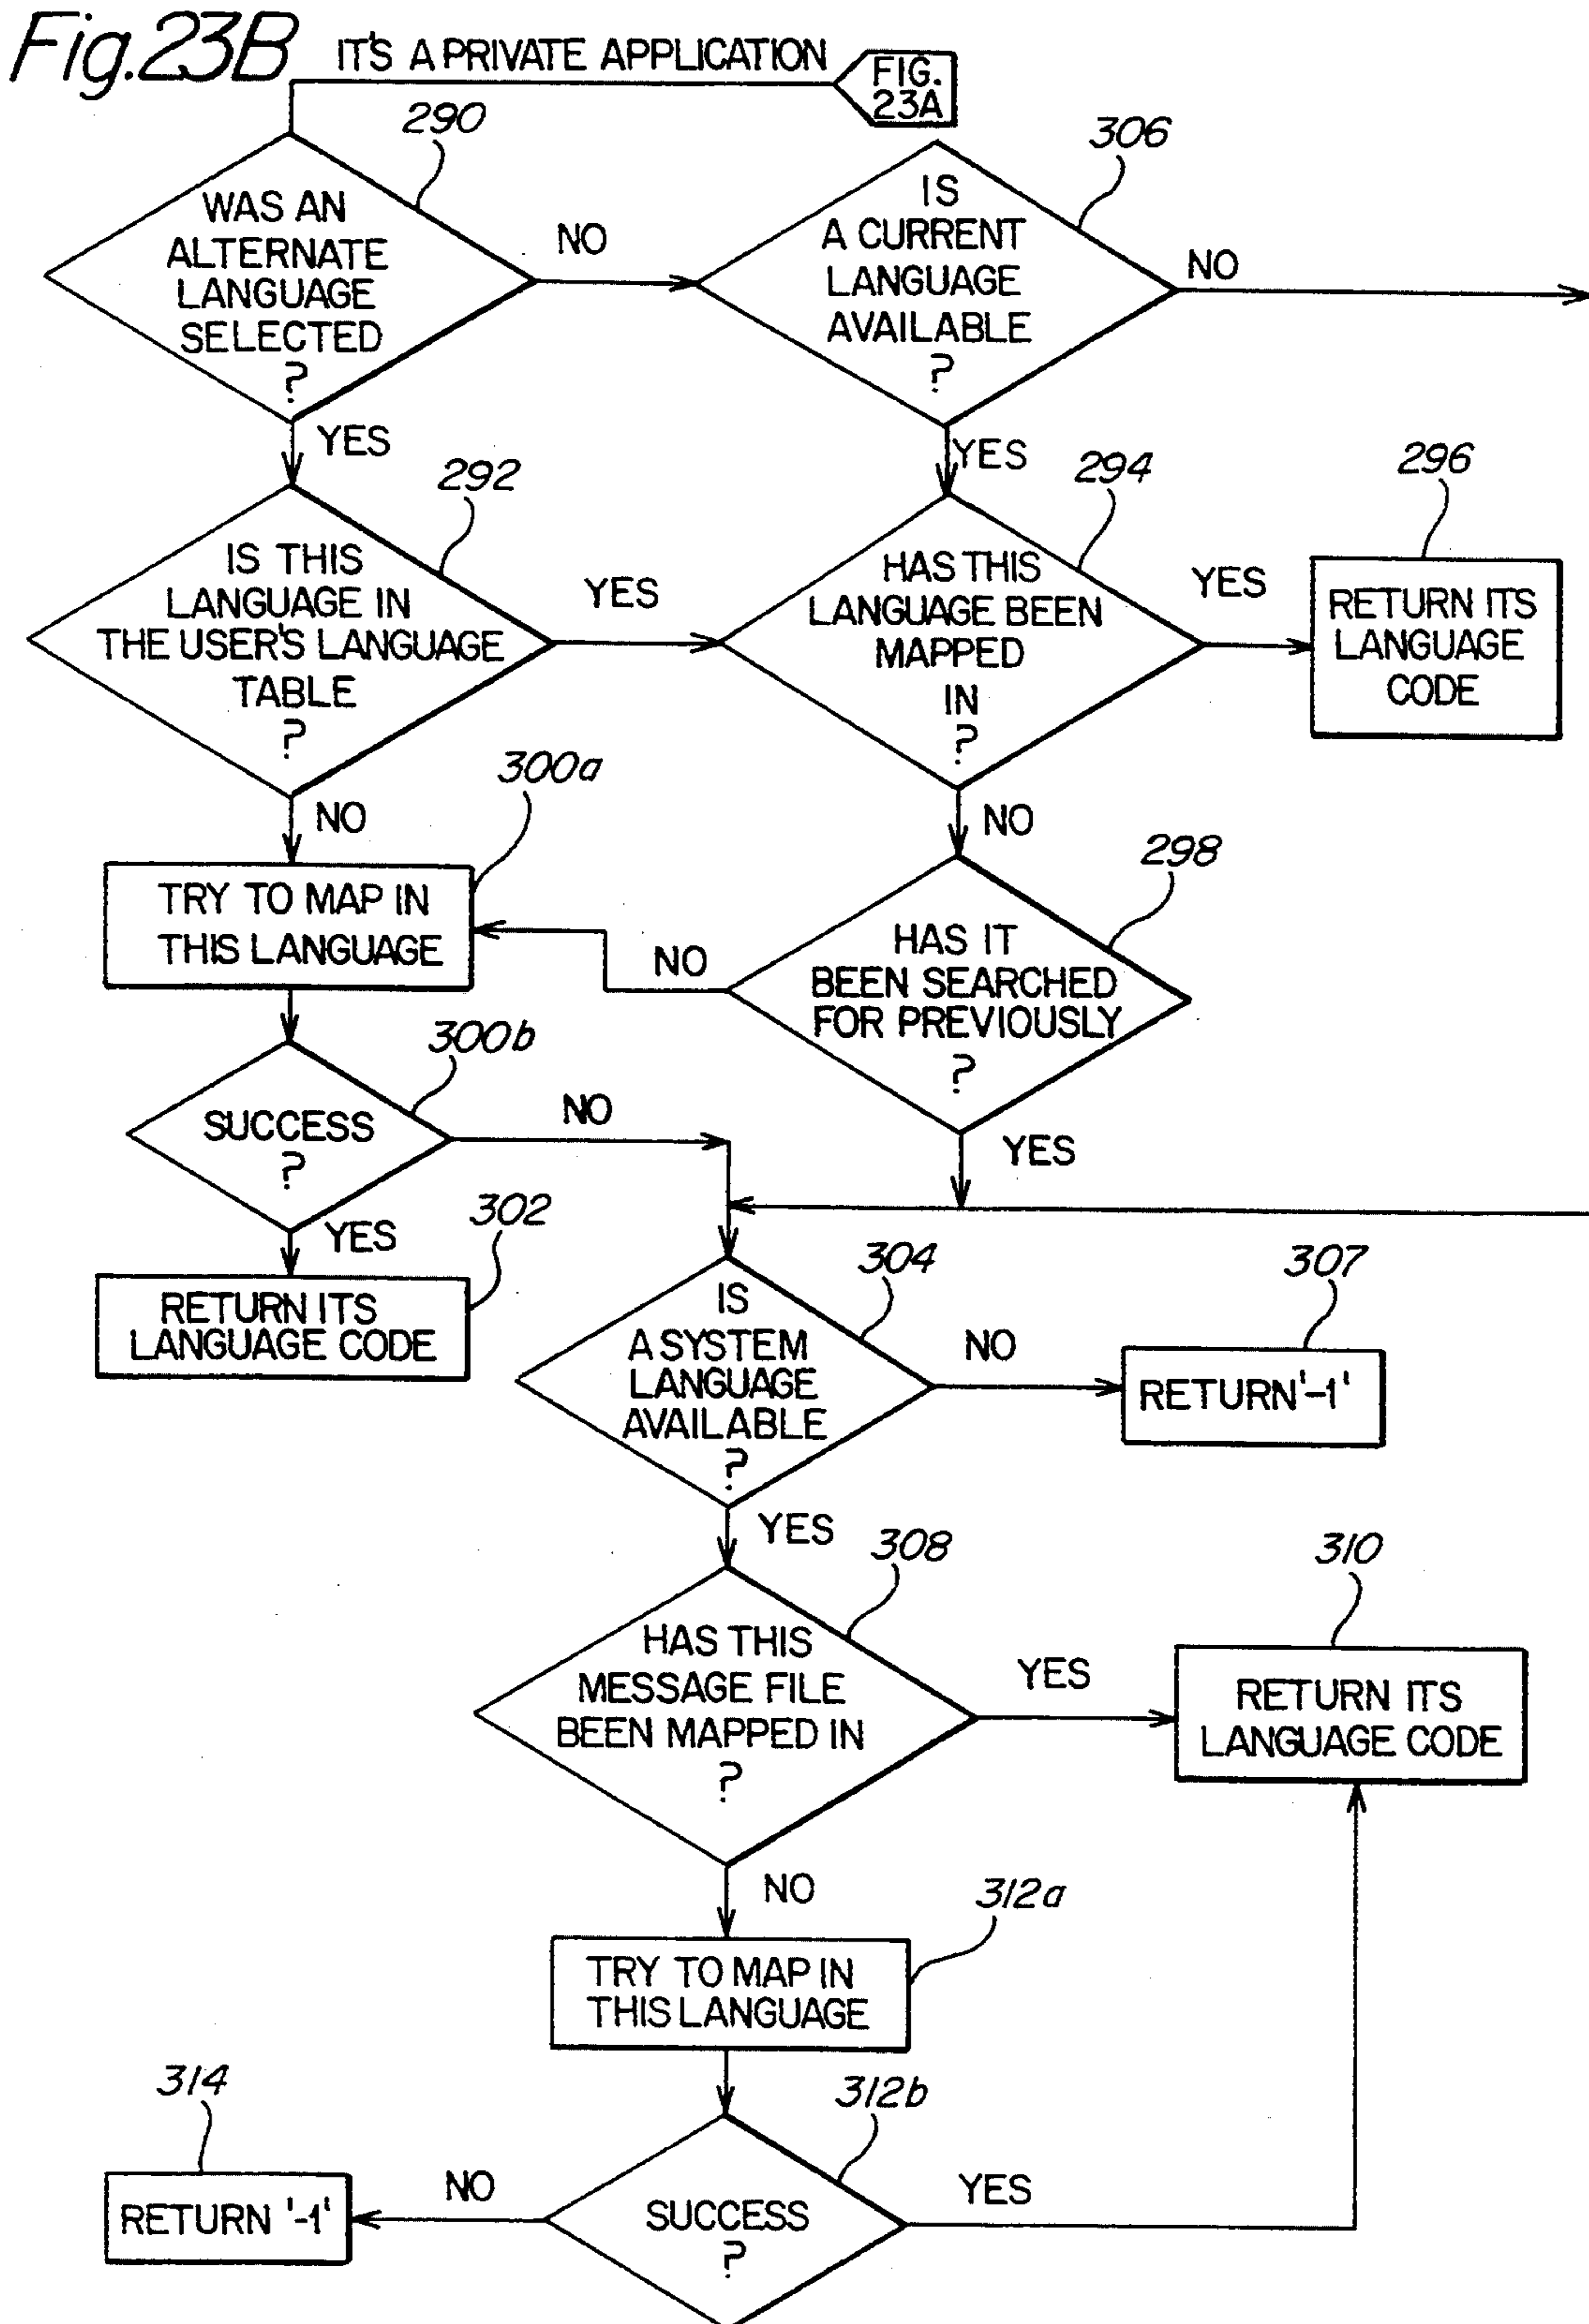 Fig.23B
IT'S A PRIVATE APPLICATION
FIG.
23A
290
WAS AN
ALTERNATE
LANGUAGE
SELECTED
?
NO
YES
306
IS
A CURRENT
LANGUAGE
AVAILABLE
?
NO
YES
292
IS THIS
LANGUAGE IN
THE USER'S LANGUAGE
TABLE
?
YES
NO
294
HAS THIS
LANGUAGE BEEN
MAPPED
IN
?
YES
NO
296
RETURN ITS
LANGUAGE
CODE
300a
TRY TO MAP IN
THIS LANGUAGE
298
HAS IT
BEEN SEARCHED
FOR PREVIOUSLY
?
NO
YES
300b
SUCCESS
?
NO
YES
302
RETURN ITS
LANGUAGE CODE
304
IS
A SYSTEM
LANGUAGE
AVAILABLE
?
NO
YES
307
RETURN '-1'
308
HAS THIS
MESSAGE FILE
BEEN MAPPED IN
?
YES
NO
310
RETURN ITS
LANGUAGE CODE
312a
TRY TO MAP IN
THIS LANGUAGE
312b
SUCCESS
?
NO
YES
314
RETURN '-1'